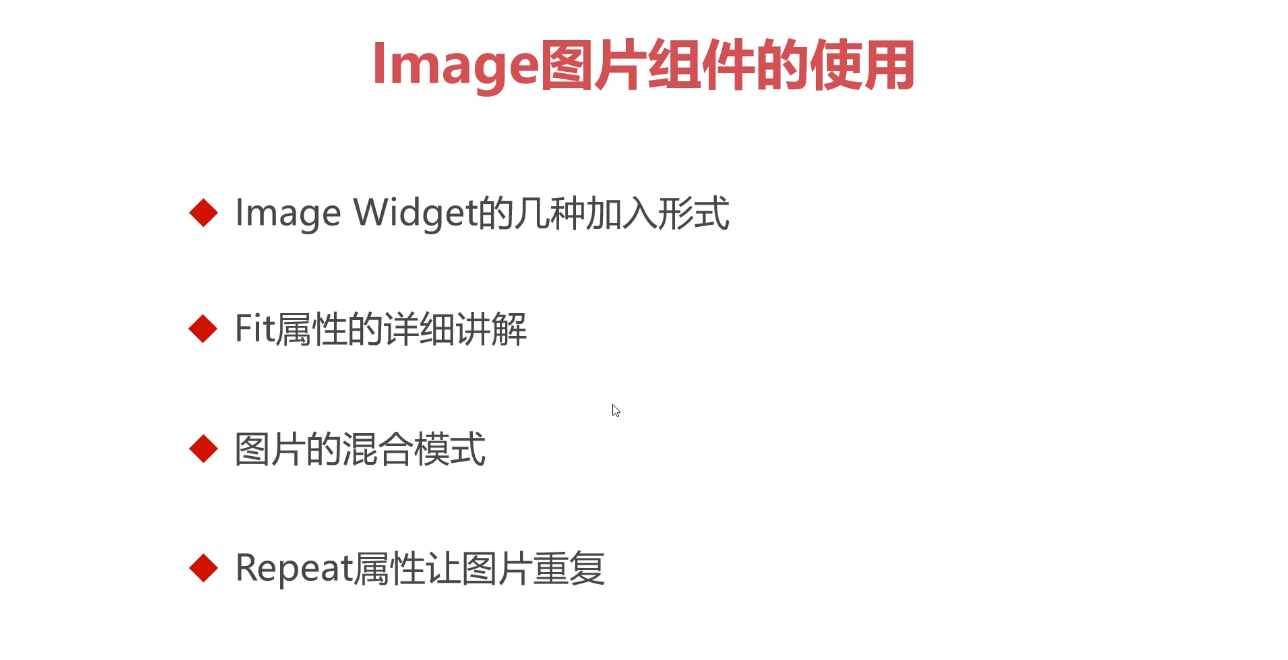 Image图片组件的使用
Image Widget的几种加入形式
Fit属性的详细讲解
图片的混合模式
Repeat属性让图片重复